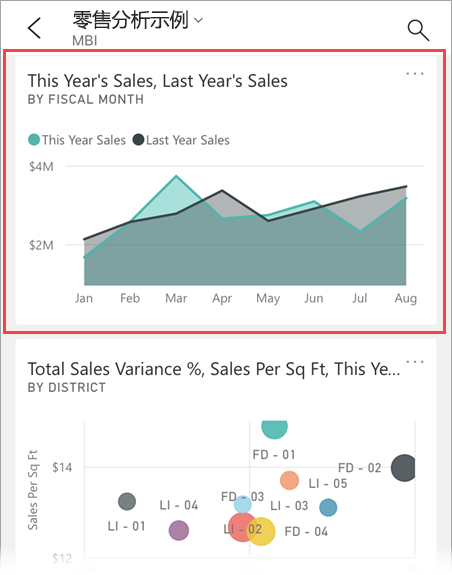 零售分析示例
MBI
This Year's Sales, Last Year's Sales
BY FISCAL MONTH
This Year Sales Last Year Sales
$4M
$2M
Jan Feb Mar Apr May Jun Jul Aug
Total Sales Variance %, Sales Per Sq Ft, This Ye...
BY DISTRICT
Sales Per Sq Ft
$14
$12
FD - 01
FD - 02
LI - 05
FD - 03
LI - 04
LI - 03
LI - 01
LI - 02
FD - 04